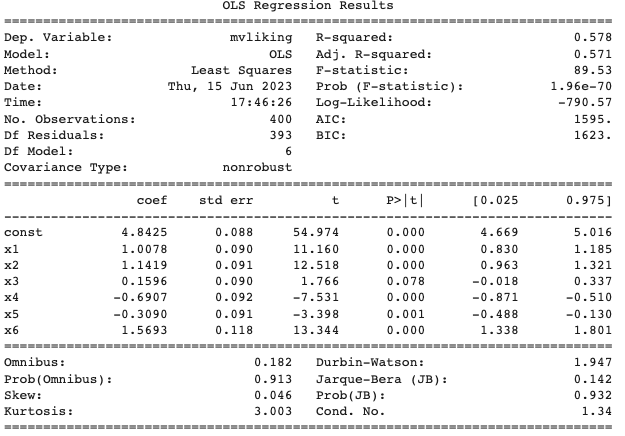 OLS Regression Results
==============================================================================
Dep. Variable:               mvliking   R-squared:                       0.578
Model:                            OLS   Adj. R-squared:                  0.571
Method:                 Least Squares   F-statistic:                     89.53
Date:                Thu, 15 Jun 2023   Prob (F-statistic):           1.96e-70
Time:                        17:46:26   Log-Likelihood:                -790.57
No. Observations:                 400   AIC:                             1595.
Df Residuals:                     393   BIC:                             1623.
Df Model:                           6
Covariance Type:            nonrobust
==============================================================================
                 coef    std err          t      P>|t|      [0.025      0.975]
------------------------------------------------------------------------------
const          4.8425      0.088     54.974      0.000       4.669       5.016
x1             1.0078      0.090     11.160      0.000       0.830       1.185
x2             1.1419      0.091     12.518      0.000       0.963       1.321
x3             0.1596      0.090      1.766      0.078      -0.018       0.337
x4            -0.6907      0.092     -7.531      0.000      -0.871      -0.510
x5            -0.3090      0.091     -3.398      0.001      -0.488      -0.130
x6             1.5693      0.118     13.344      0.000       1.338       1.801
==============================================================================
Omnibus:                        0.182   Durbin-Watson:                   1.947
Prob(Omnibus):                  0.913   Jarque-Bera (JB):                0.142
Skew:                           0.046   Prob(JB):                        0.932
Kurtosis:                       3.003   Cond. No.                         1.34
==============================================================================